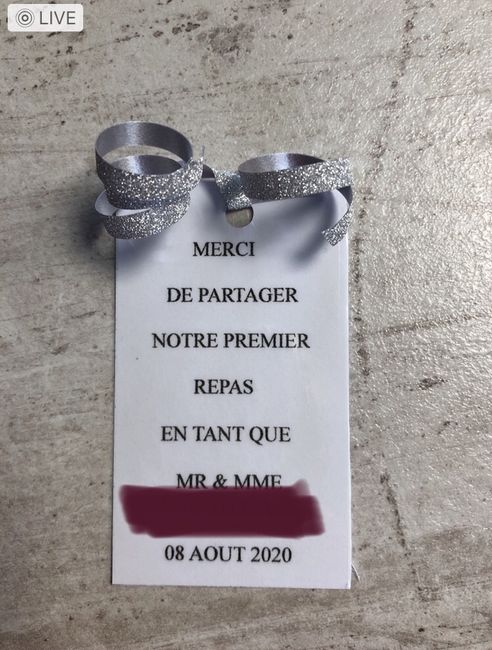 LIVE
MERCI
DE PARTAGER
NOTRE PREMIER
REPAS
EN TANT QUE
MR & MME
08 AOUT 2020